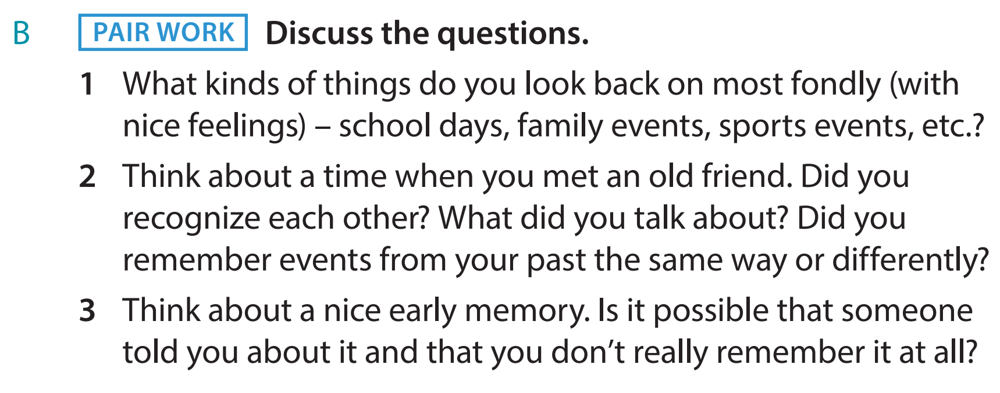 B PAIR WORK Discuss the questions.
1 What kinds of things do you look back on most fondly (with
nice feelings) – school days, family events, sports events, etc.?
2 Think about a time when you met an old friend. Did you
recognize each other? What did you talk about? Did you
remember events from your past the same way or differently?
3 Think about a nice early memory. Is it possible that someone
told you about it and that you don’t really remember it at all?